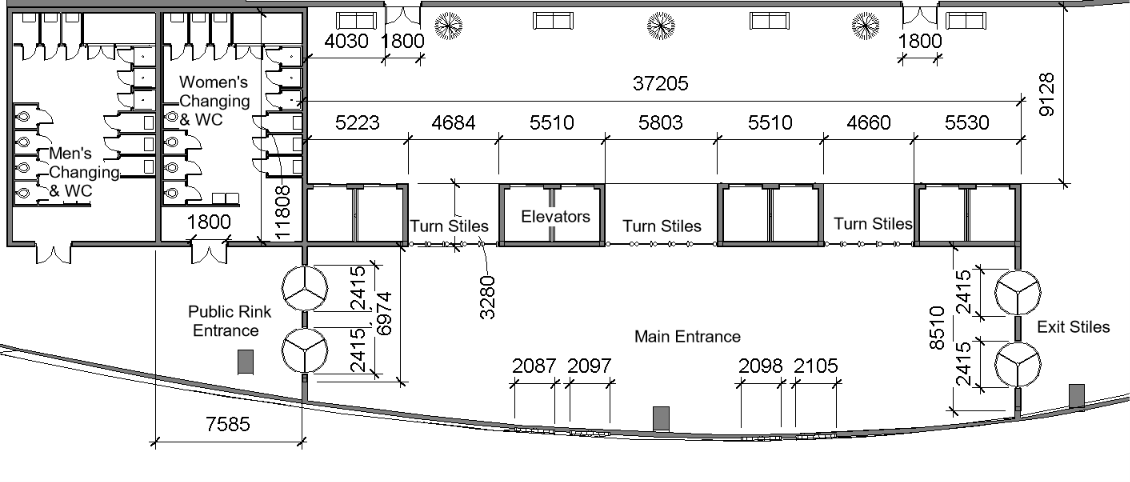 4030
1800
1800
37205
9128
Women's
Changing
& WC
5223
4684
5510
5803
5510
4660
5530
Men's
Changing
& WC
1800
11808
Turn Stiles
Elevators
Turn Stiles
Turn Stiles
3280
2415
6974
2415
Public Rink
Entrance
Main Entrance
8510
2415
2415
Exit Stiles
2087
2097
2098
2105
7585